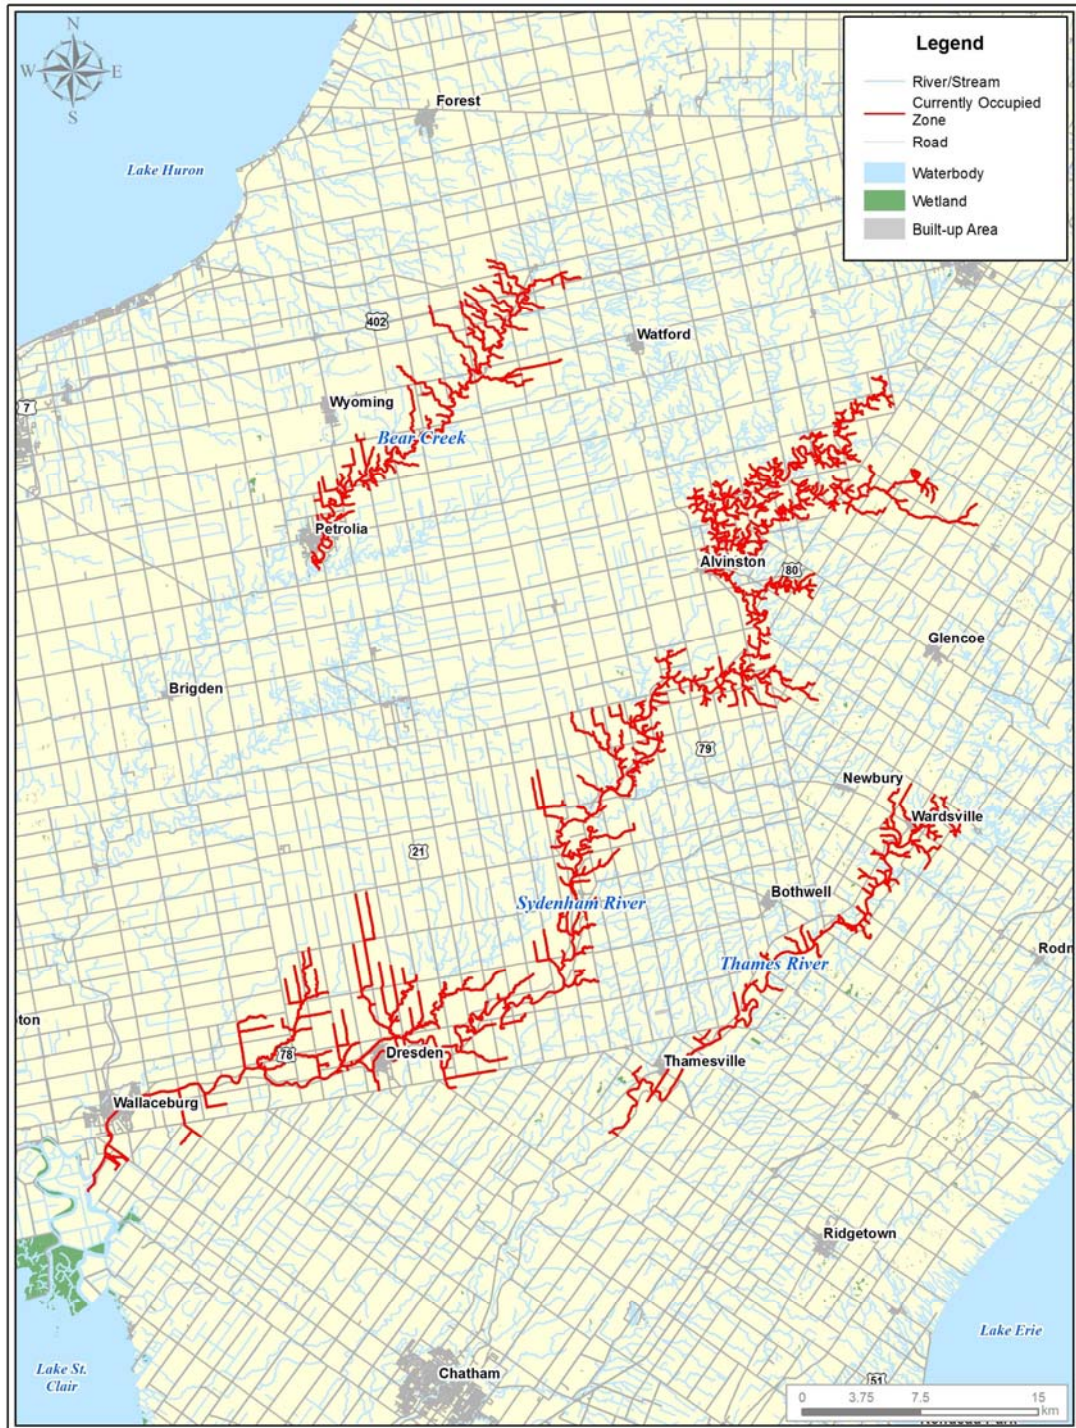 N
W E
S
Legend
River/Stream
Currently Occupied
Zone
Road
Waterbody
Wetland
Built-up Area
Forest
Lake Huron
402
Watford
7
Wyoming
Bear Creek
Petrolia
Alvinston
80
Glencoe
Brigden
79
Newbury
Wardsville
21
Bothwell
Sydenham River
Thames River
Rodn
ton
78
Dresden
Thamesville
Wallaceburg
Ridgetown
Lake Erie
Lake St.
Clair
Chatham
51
0 3.75 7.5 15
km